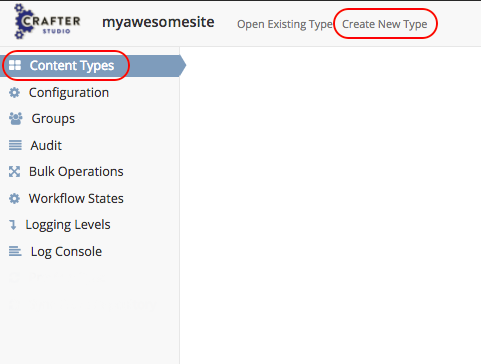 CRAFTER
STUDIO
myawesomesite
Open Existing Type
Create New Type
Content Types
Configuration
Groups
Audit
Bulk Operations
Workflow States
Logging Levels
Log Console